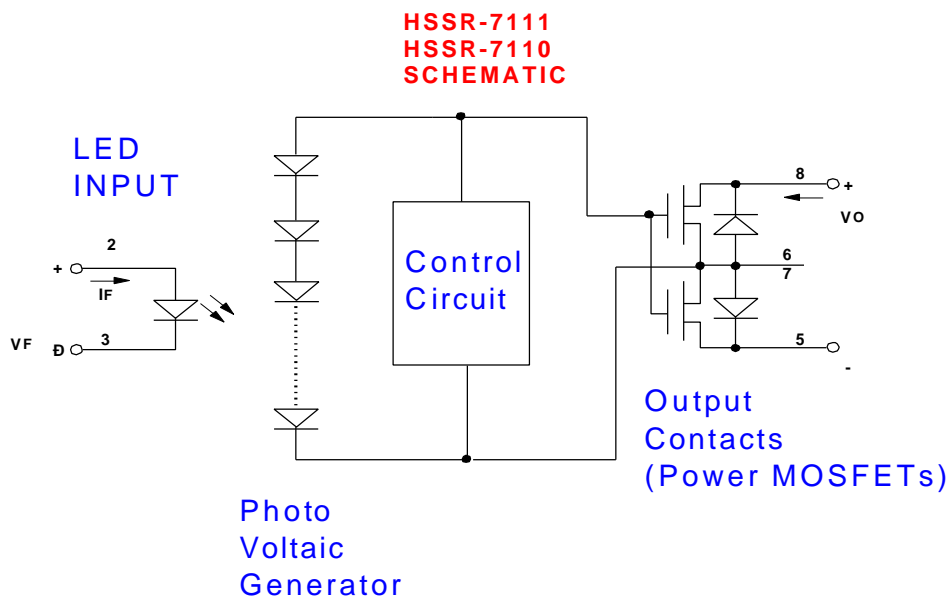 HSSR-7111
HSSR-7110
SCHEMATIC
LED
INPUT
2
+
IF
VF
Đ
3
Control
Circuit
8
+
VO
6
7
5
-
Output
Contacts
(Power MOSFETs)
Photo
Voltaic
Generator